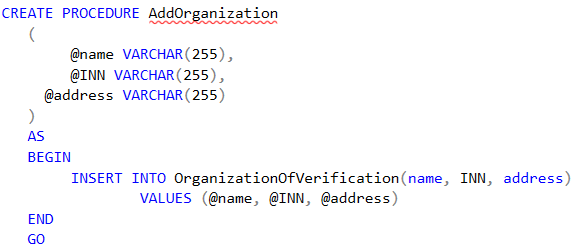 CREATE PROCEDURE AddOrganization
(
@name VARCHAR(255),
@INN VARCHAR(255),
@address VARCHAR(255)
)
AS
BEGIN
INSERT INTO OrganizationOfVerification(name, INN, address)
VALUES (@name, @INN, @address)
END
GO